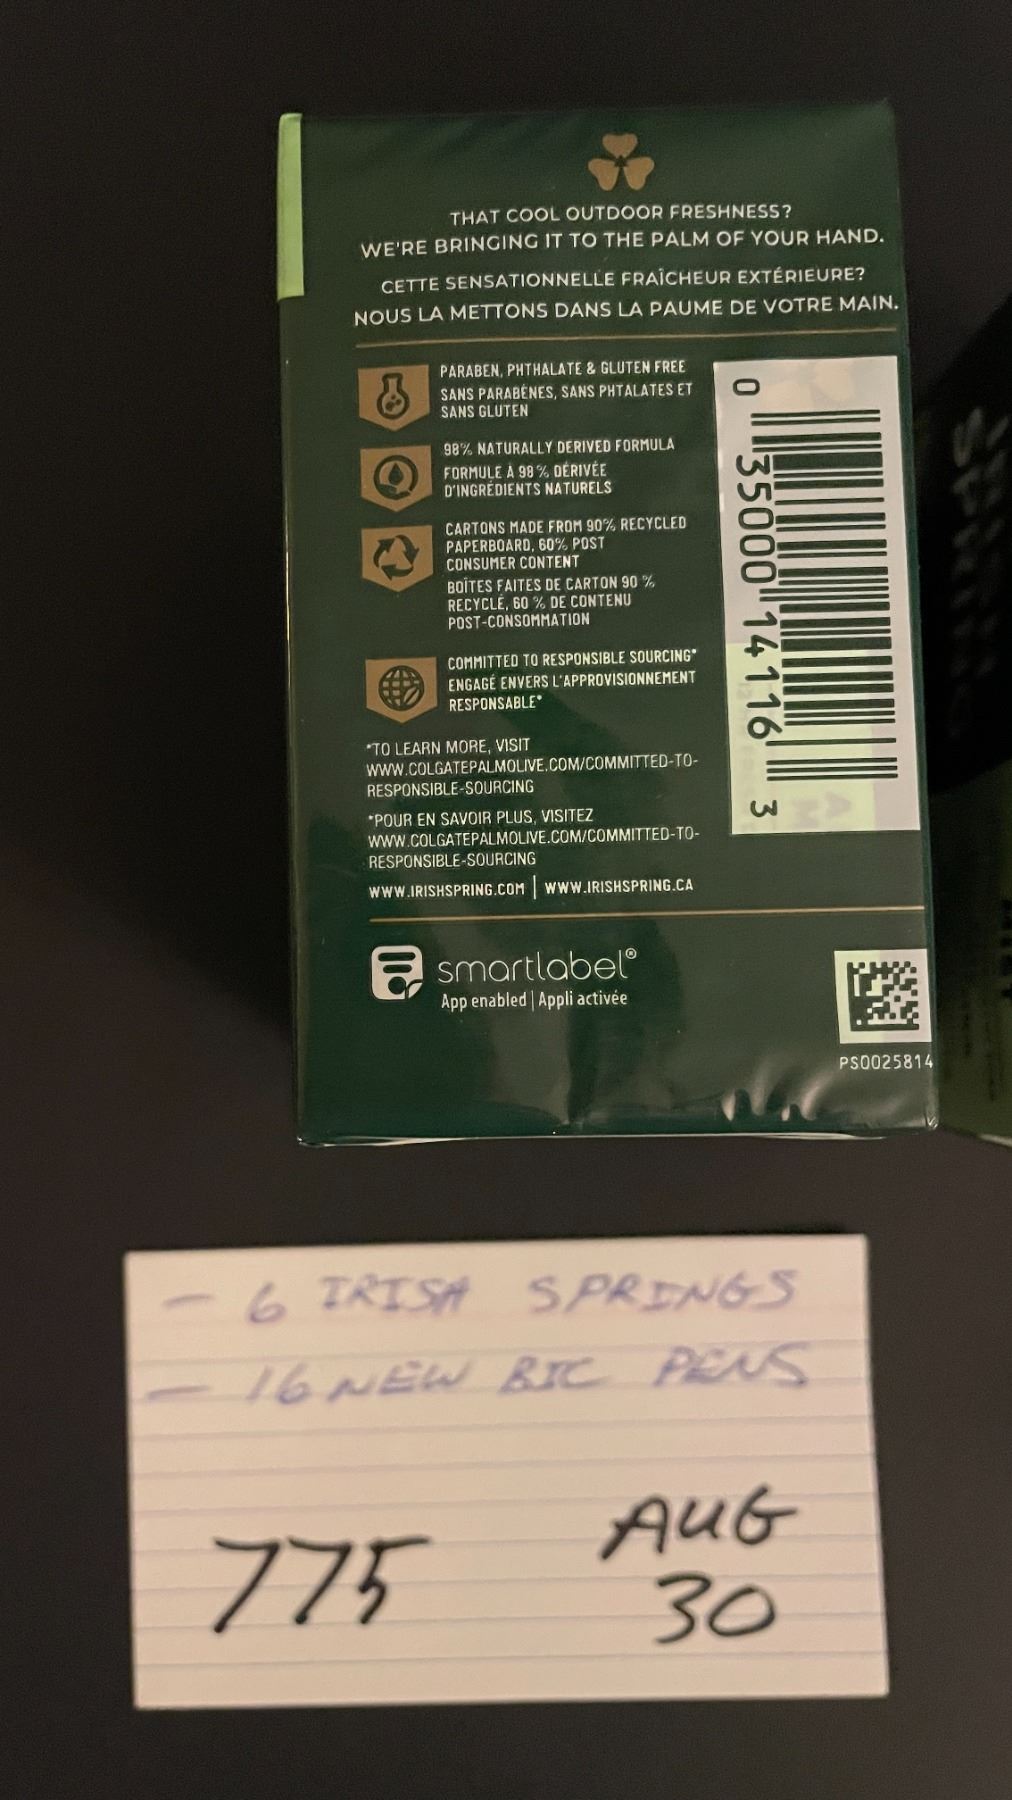 THAT COOL OUTDOOR FRESHNESS?
WE'RE BRINGING IT TO THE PALM OF YOUR HAND.
CETTE SENSATIONNELLE FRAÎCHEUR EXTÉRIEURE?
NOUS LA METTONS DANS LA PAUME DE VOTRE MAIN.
PARABEN, PHTHALATE & GLUTEN FREE
SANS PARABÈNES, SANS PHTALATES ET
SANS GLUTEN
98% NATURALLY DERIVED FORMULA
FORMULE À 98 % DÉRIVÉE
D'INGRÉDIENTS NATURELS
CARTONS MADE FROM 90% RECYCLED
PAPERBOARD, 60% POST
CONSUMER CONTENT
BOÎTES FAITES DE CARTON 90 %
RECYCLÉ, 60 % DE CONTENU
POST-CONSOMMATION
COMMITTED TO RESPONSIBLE SOURCING*
ENGAGÉ ENVERS L'APPROVISIONNEMENT
RESPONSABLE*
*TO LEARN MORE, VISIT
WWW.COLGATEPALMOLIVE.COM/COMMITTED-TO-
RESPONSIBLE-SOURCING
*POUR EN SAVOIR PLUS, VISITEZ
WWW.COLGATEPALMOLIVE.COM/COMMITTED-TO-
RESPONSIBLE-SOURCING
WWW.IRISHSPRING.COM | WWW.IRISHSPRING.CA
0 35000 14116 3
smartlabel®
App enabled | Appli activée
PS0025814
- 6 IRISH SPRINGS
- 16 NEW BIC PENS
775
AUG
30